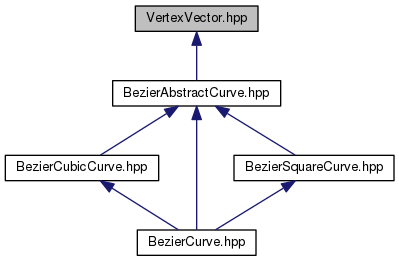 VertexVector.hpp
BezierAbstractCurve.hpp
BezierCubicCurve.hpp
BezierSquareCurve.hpp
BezierCurve.hpp